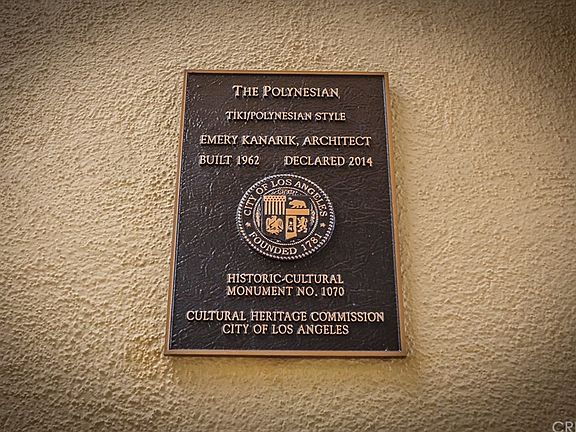 THE POLYNESIAN
TIKI/POLYNESIAN STYLE
EMERY KANARIK, ARCHITECT
BUILT 1962 DECLARED 2014
CITY OF LOS ANGELES
FOUNDED 1781
HISTORIC-CULTURAL
MONUMENT NO. 1070
CULTURAL HERITAGE COMMISSION
CITY OF LOS ANGELES